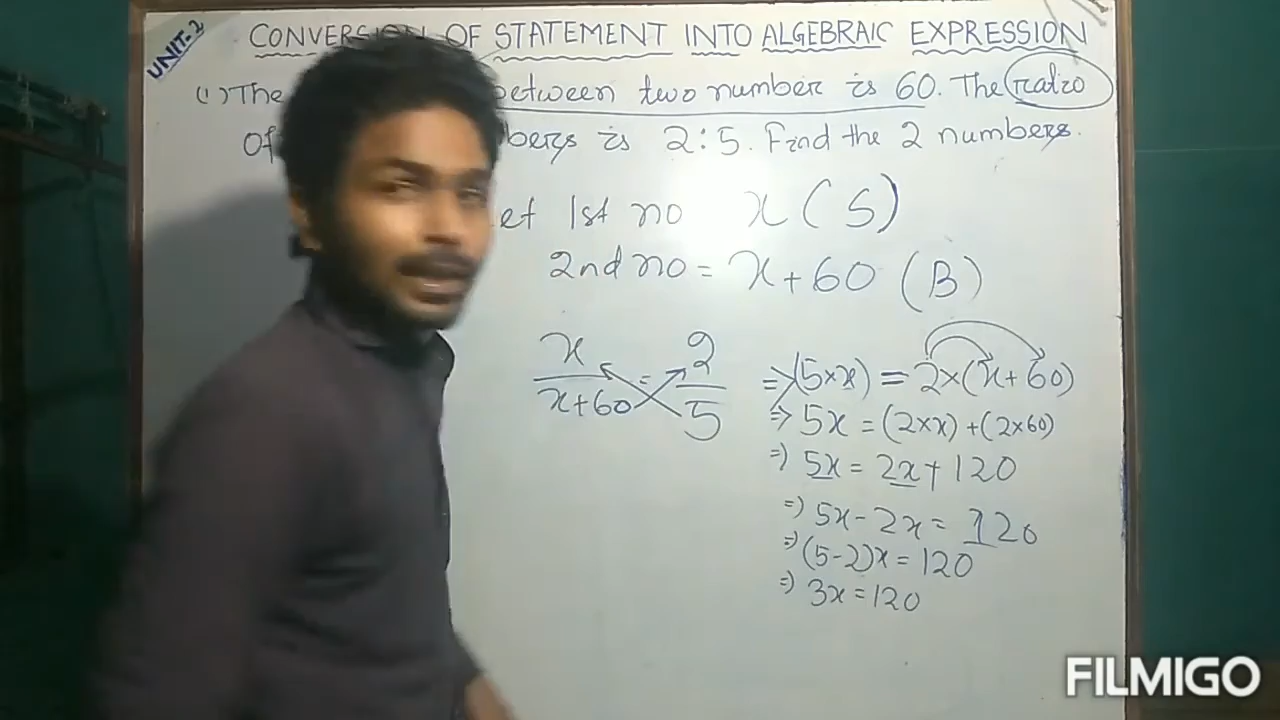 UNIT-2
CONVERSION OF STATEMENT INTO ALGEBRAIC EXPRESSION
(1) The between two number is 60. The ratio
Of bers is 2:5. Find the 2 numbers.
et 1st no x (S)
2nd no = x+60 (B)
x/x+60 = 2/5
=> (5×x) = 2×(x+60)
=> 5x = (2×x) + (2×60)
=> 5x = 2x + 120
=> 5x - 2x = 120
=> (5-2)x = 120
=> 3x = 120
FILMIGO